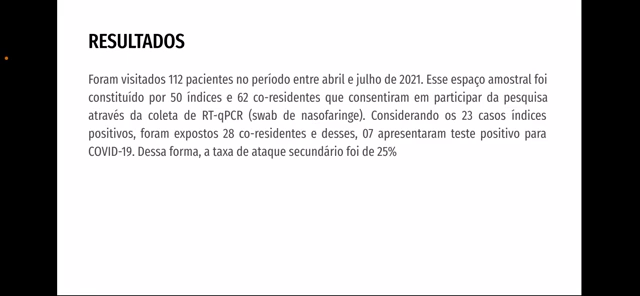 RESULTADOS
Foram visitados 112 pacientes no período entre abril e julho de 2021. Esse espaço amostral foi
constituído por 50 índices e 62 co-residentes que consentiram em participar da pesquisa
através da coleta de RT-qPCR (swab de nasofaringe). Considerando os 23 casos índices
positivos, foram expostos 28 co-residentes e desses, 07 apresentaram teste positivo para
COVID-19. Dessa forma, a taxa de ataque secundário foi de 25%